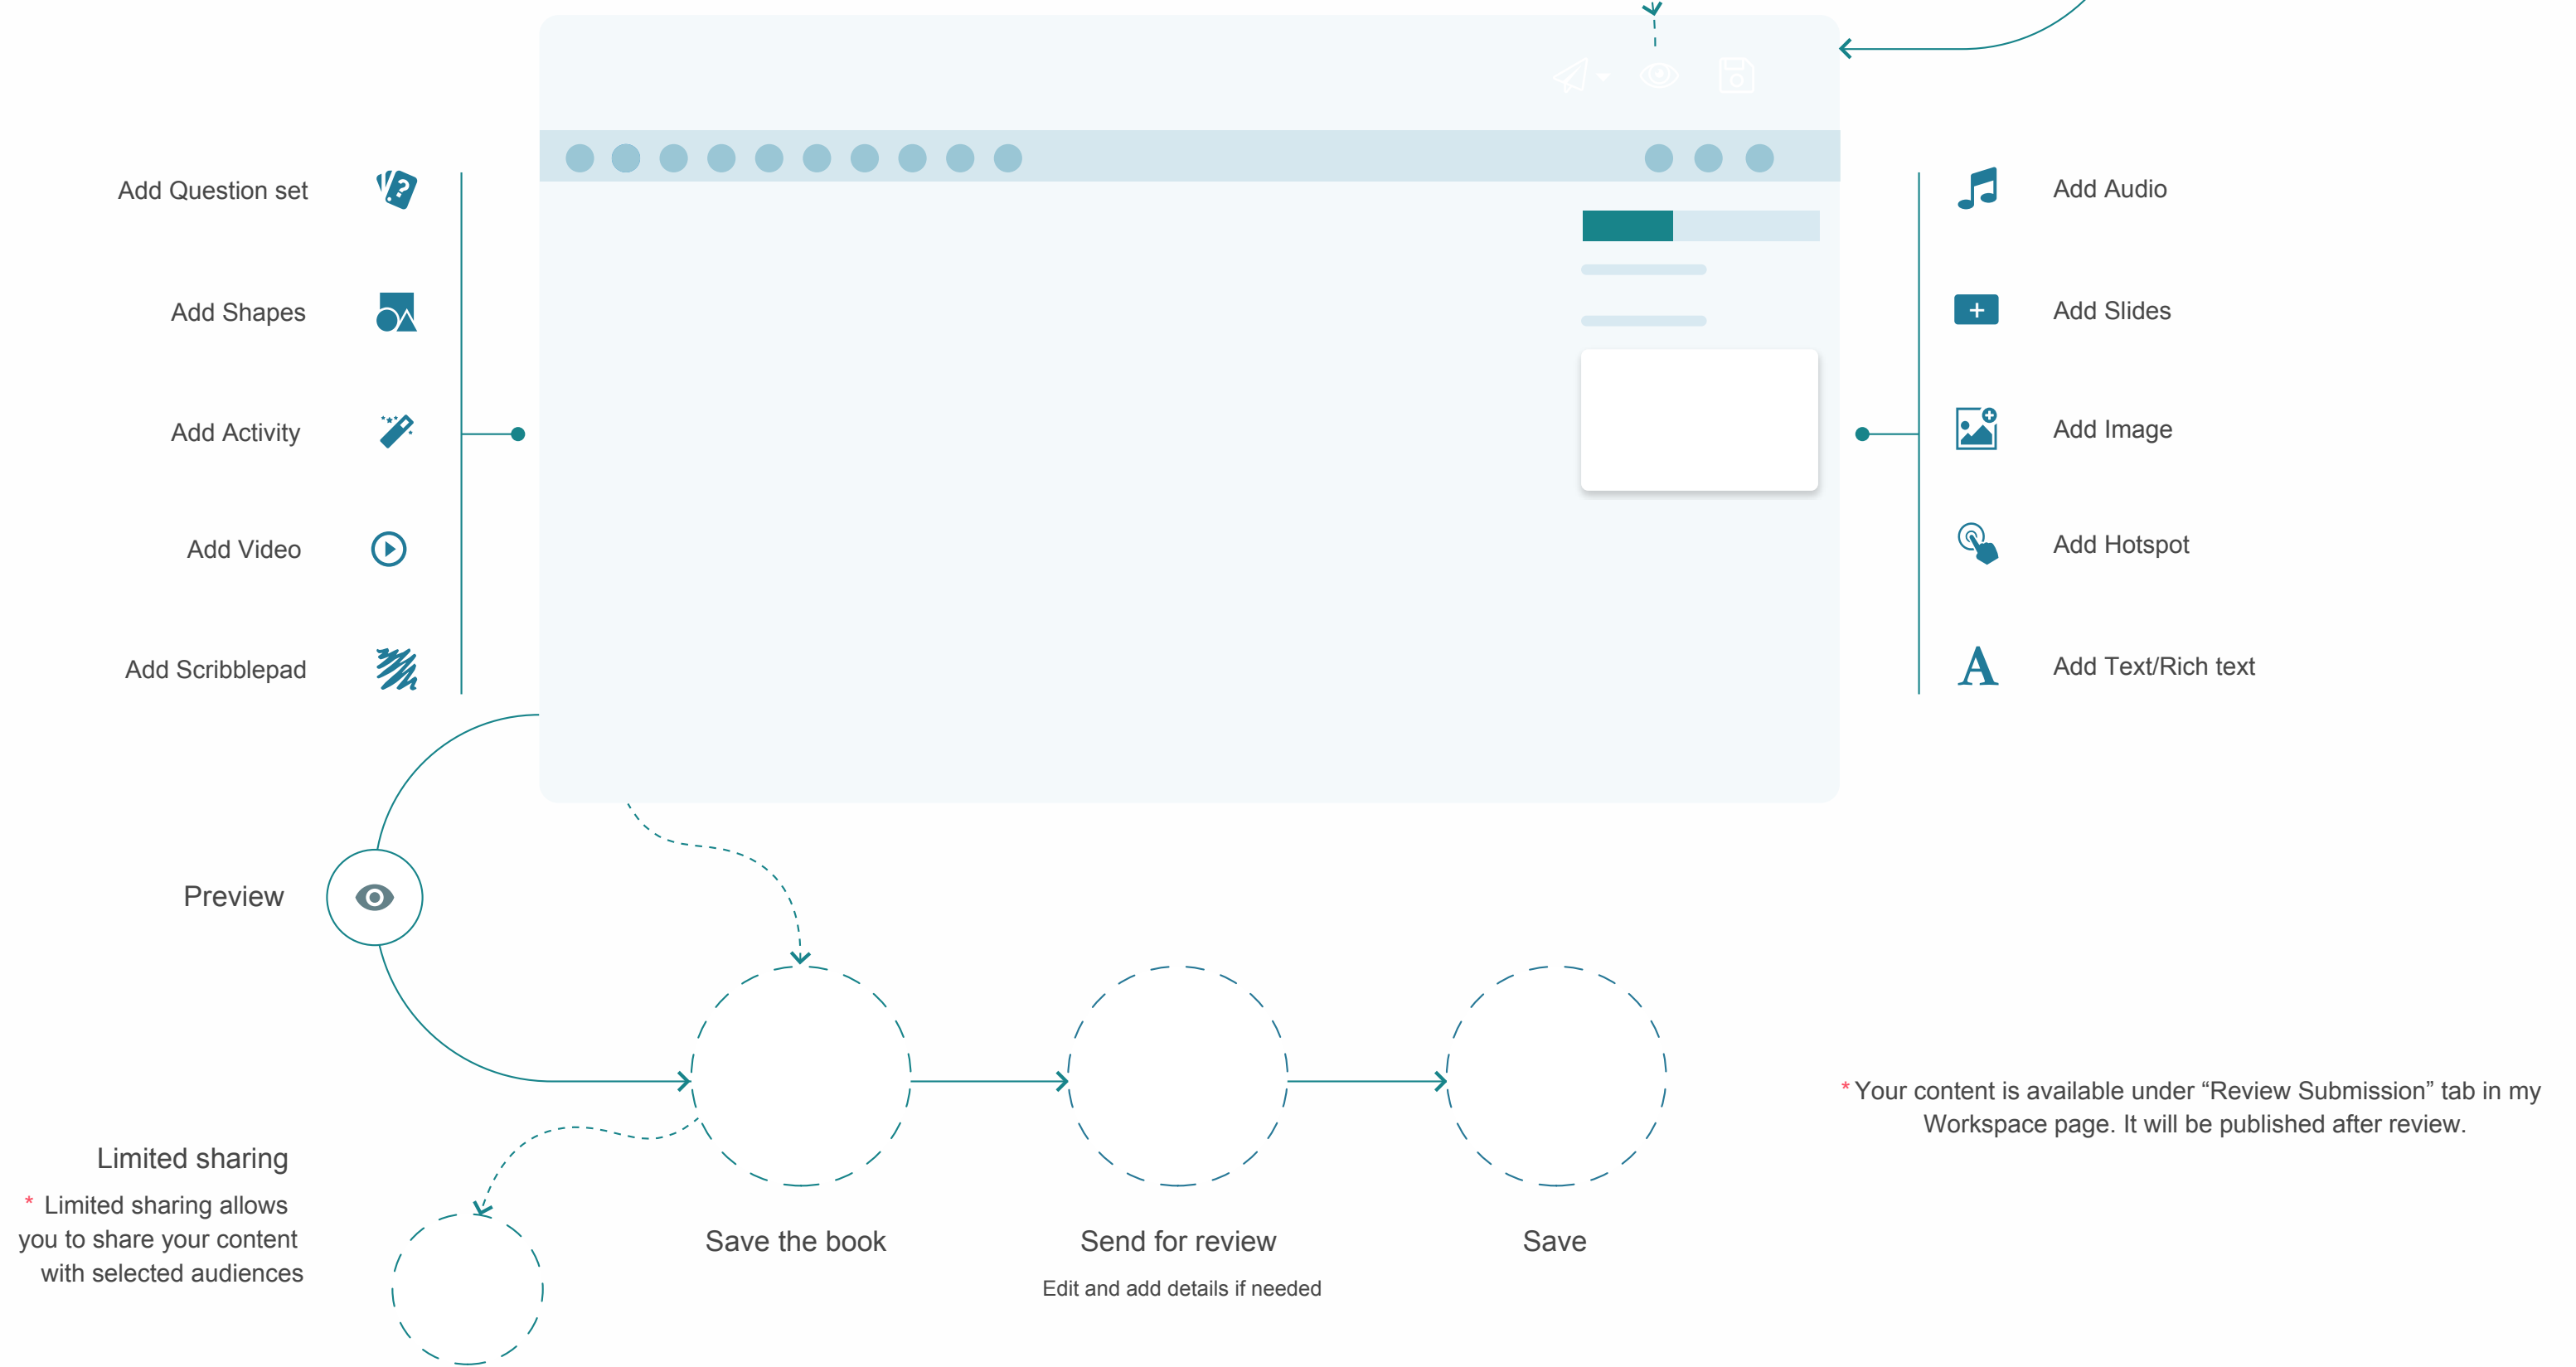 Add Question set
Add Shapes
Add Activity
Add Video
Add Scribblepad
Add Audio
Add Slides
Add Image
Add Hotspot
Add Text/Rich text
Preview
Limited sharing
* Limited sharing allows
you to share your content
with selected audiences
Save the book
Send for review
Edit and add details if needed
Save
* Your content is available under “Review Submission” tab in my
Workspace page. It will be published after review.